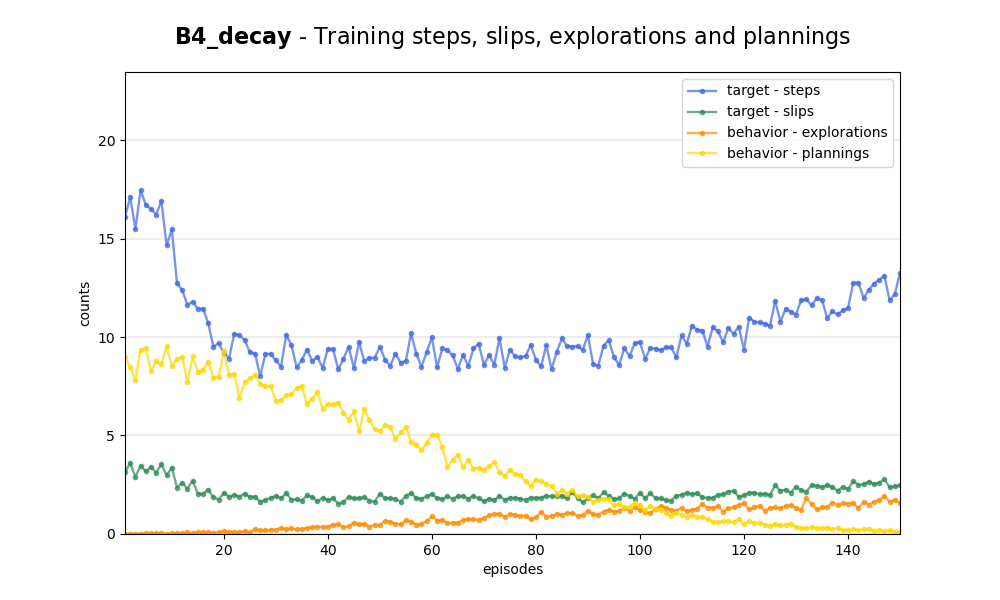 B4_decay - Training steps, slips, explorations and plannings
target - steps
target - slips
behavior - explorations
behavior - plannings
counts
20
15
10
5
0
20
40
60
80
100
120
140
episodes